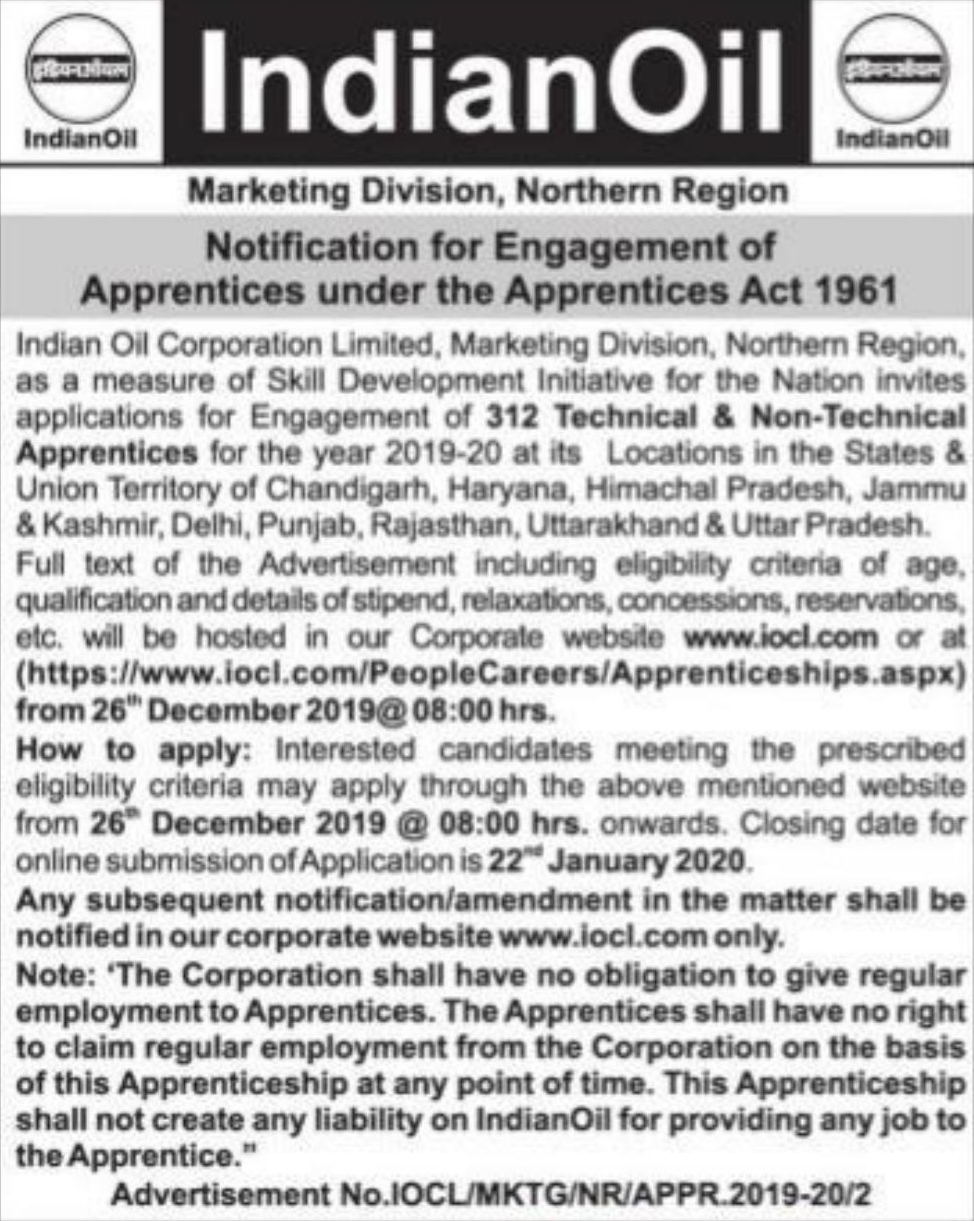 इंडियनऑयल
IndianOil
IndianOil
इंडियनऑयल
IndianOil
Marketing Division, Northern Region
Notification for Engagement of
Apprentices under the Apprentices Act 1961
Indian Oil Corporation Limited, Marketing Division, Northern Region,
as a measure of Skill Development Initiative for the Nation invites
applications for Engagement of 312 Technical & Non-Technical
Apprentices for the year 2019-20 at its Locations in the States &
Union Territory of Chandigarh, Haryana, Himachal Pradesh, Jammu
& Kashmir, Delhi, Punjab, Rajasthan, Uttarakhand & Uttar Pradesh.
Full text of the Advertisement including eligibility criteria of age,
qualification and details of stipend, relaxations, concessions, reservations,
etc. will be hosted in our Corporate website www.iocl.com or at
(https://www.iocl.com/PeopleCareers/Apprenticeships.aspx)
from 26th December 2019@ 08:00 hrs.
How to apply: Interested candidates meeting the prescribed
eligibility criteria may apply through the above mentioned website
from 26th December 2019 @ 08:00 hrs. onwards. Closing date for
online submission of Application is 22nd January 2020.
Any subsequent notification/amendment in the matter shall be
notified in our corporate website www.iocl.com only.
Note: ‘The Corporation shall have no obligation to give regular
employment to Apprentices. The Apprentices shall have no right
to claim regular employment from the Corporation on the basis
of this Apprenticeship at any point of time. This Apprenticeship
shall not create any liability on IndianOil for providing any job to
the Apprentice.”
Advertisement No.IOCL/MKTG/NR/APPR.2019-20/2